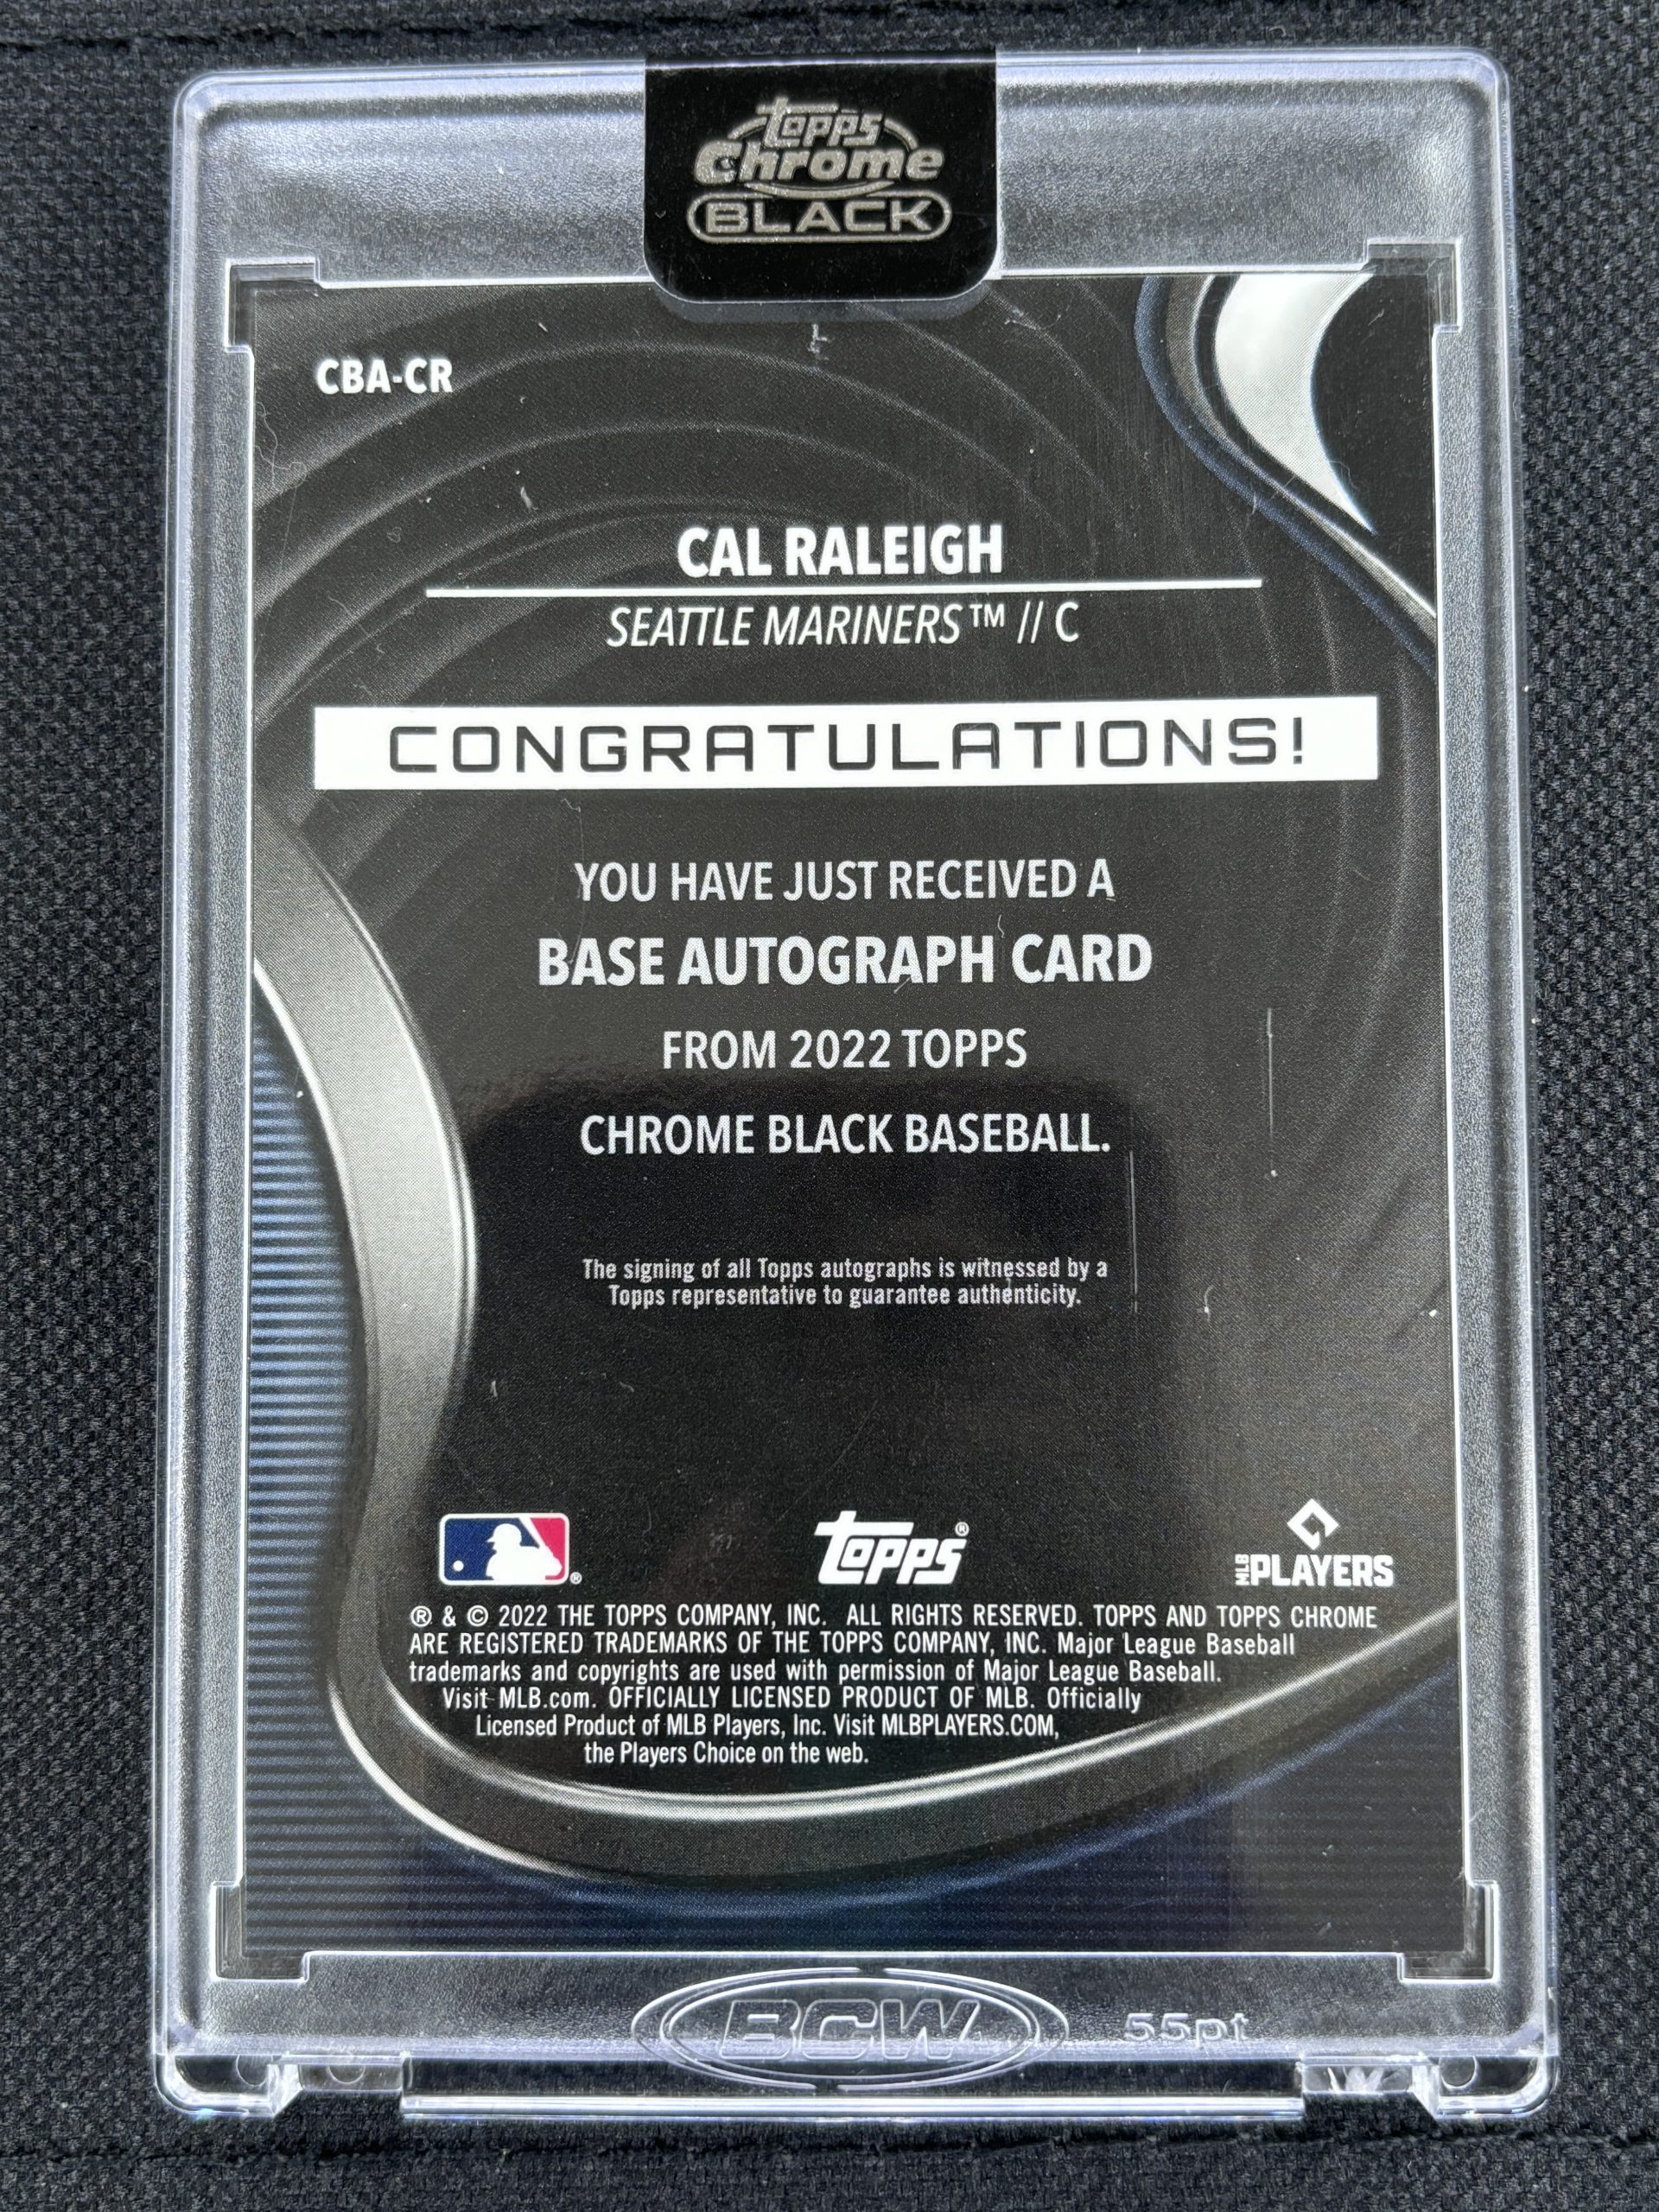 topps
Chrome
BLACK
CBA-CR
CAL RALEIGH
SEATTLE MARINERS™ // C
CONGRATULATIONS!
YOU HAVE JUST RECEIVED A
BASE AUTOGRAPH CARD
FROM 2022 TOPPS
CHROME BLACK BASEBALL.
The signing of all Topps autographs is witnessed by a
Topps representative to guarantee authenticity.
topps®
MLB PLAYERS
® & © 2022 THE TOPPS COMPANY, INC. ALL RIGHTS RESERVED. TOPPS AND TOPPS CHROME
ARE REGISTERED TRADEMARKS OF THE TOPPS COMPANY, INC. Major League Baseball
trademarks and copyrights are used with permission of Major League Baseball.
Visit MLB.com. OFFICIALLY LICENSED PRODUCT OF MLB. Officially
Licensed Product of MLB Players, Inc. Visit MLBPLAYERS.COM,
the Players Choice on the web.
BCW
55pt